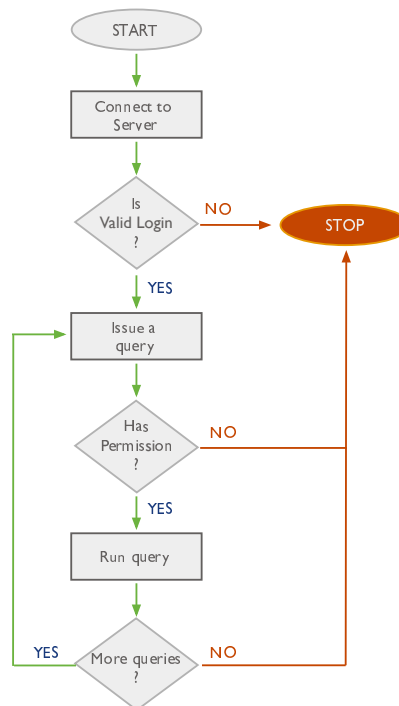 START
Connect to
Server
Is
Valid Login
?
NO
STOP
YES
Issue a
query
Has
Permission
?
NO
YES
Run query
YES
More queries
?
NO